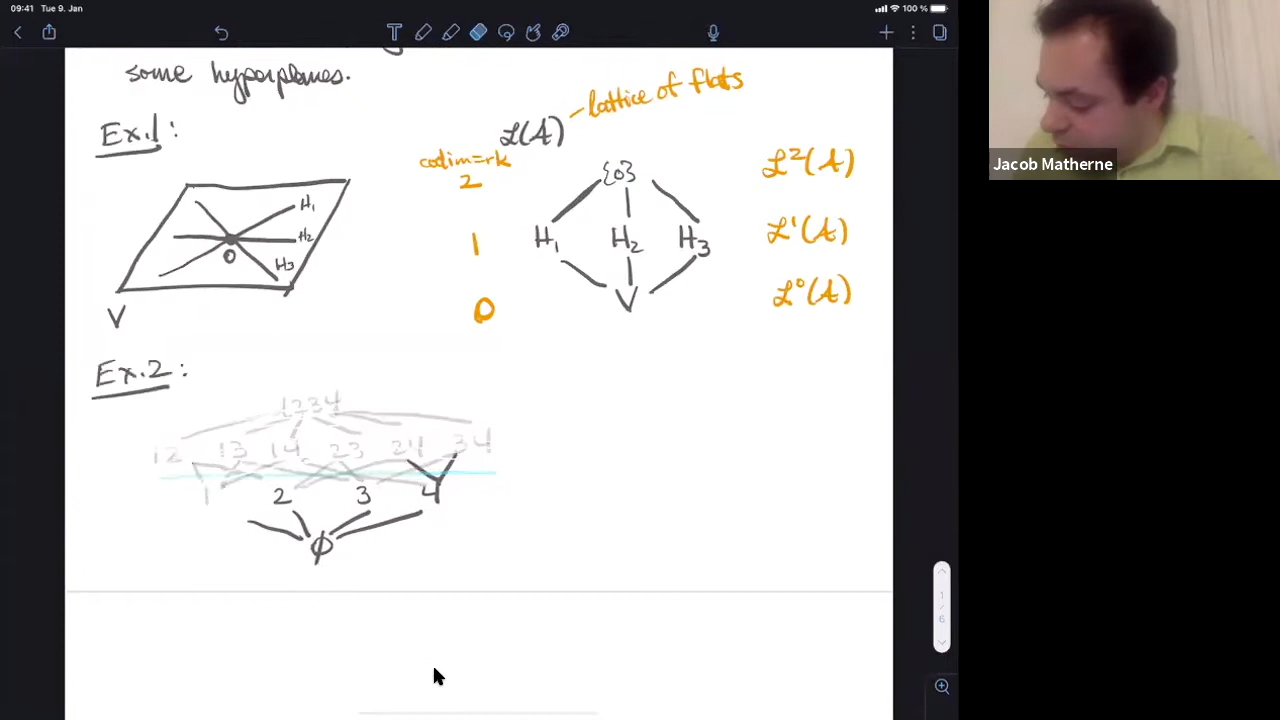 09:41 Tue 9. Jan
100 %
some hyperplanes.
lattice of flats
Ex.1:
L(A)
codim=rk
2 {0} L²(A)
H₁
H₂
H₃
O
V
1 H₁ H₂ H₃ L¹(A)
0 V L⁰(A)
Ex.2:
1234
12 13 14 23 24 34
1 2 3 4
∅
Jacob Matherne
1
6